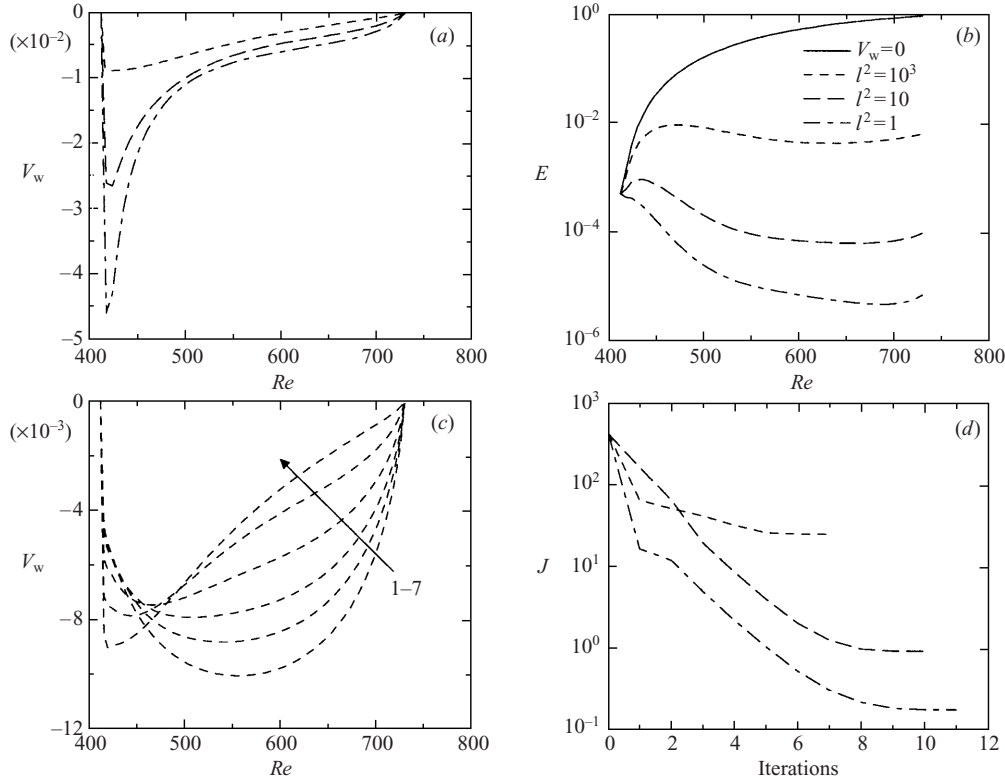 0
(×10⁻²)
(a)
−1
−2
V_w
−3
−4
−5
400 500 600 700 800
Re
10⁰
(b)
V_w=0
l²=10³
l²=10
l²=1
10⁻²
E
10⁻⁴
10⁻⁶
400 500 600 700 800
Re
0
(×10⁻³)
(c)
−4
V_w
1–7
−8
−12
400 500 600 700 800
Re
10³
(d)
10²
10¹
J
10⁰
10⁻¹
0 2 4 6 8 10 12
Iterations